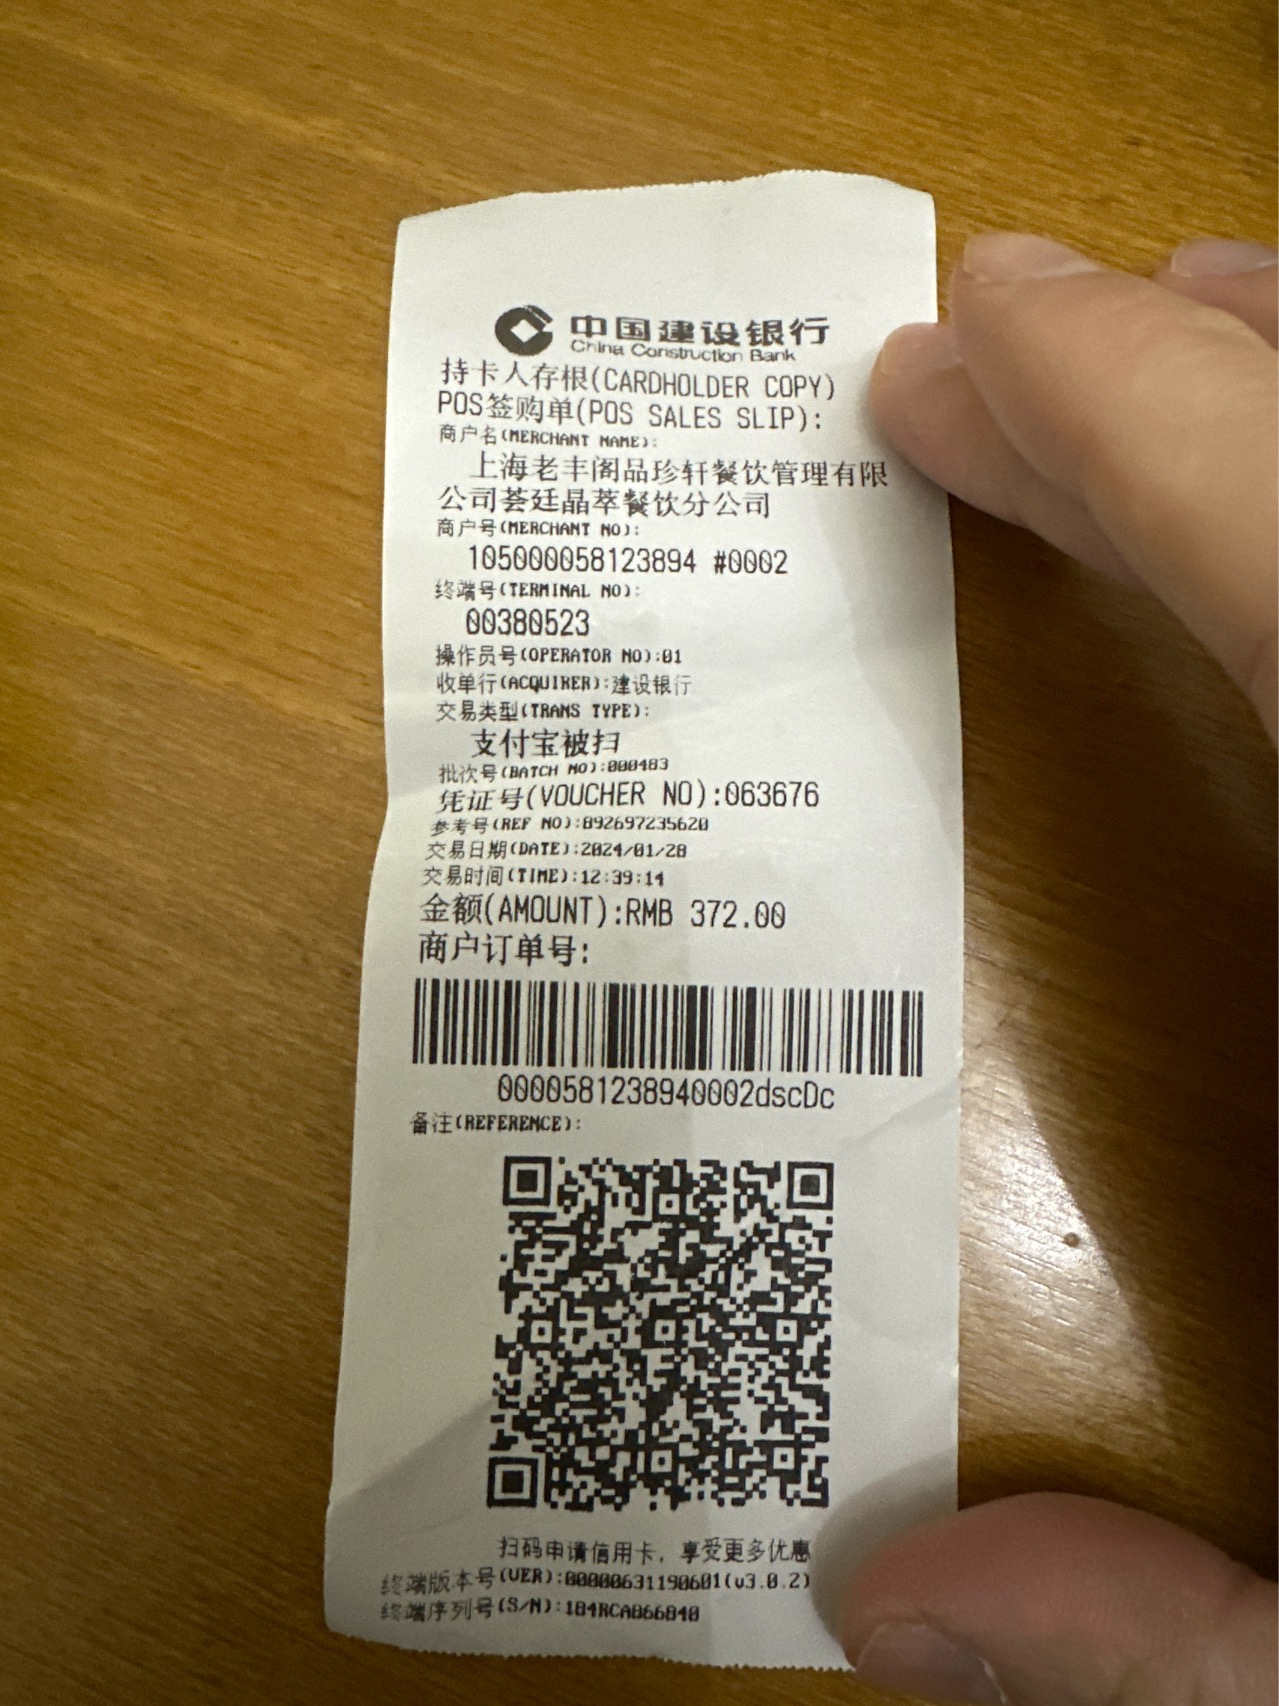 中国建设银行
China Construction Bank
持卡人存根(CARDHOLDER COPY)
POS签购单(POS SALES SLIP):
商户名(MERCHANT NAME):
上海老丰阁品珍轩餐饮管理有限
公司荟廷晶萃餐饮分公司
商户号(MERCHANT NO):
105000058123894 #0002
终端号(TERMINAL NO):
00380523
操作员号(OPERATOR NO):01
收单行(ACQUIRER):建设银行
交易类型(TRANS TYPE):
支付宝被扫
批次号(BATCH NO):000483
凭证号(VOUCHER NO):063676
参考号(REF NO):892697235620
交易日期(DATE):2024/01/28
交易时间(TIME):12:39:14
金额(AMOUNT):RMB 372.00
商户订单号:
0000581238940002dscDc
备注(REFERENCE):
扫码申请信用卡，享受更多优惠
终端版本号(VER):00000631190601(v3.0.2)
终端序列号(S/N):184RCA866840